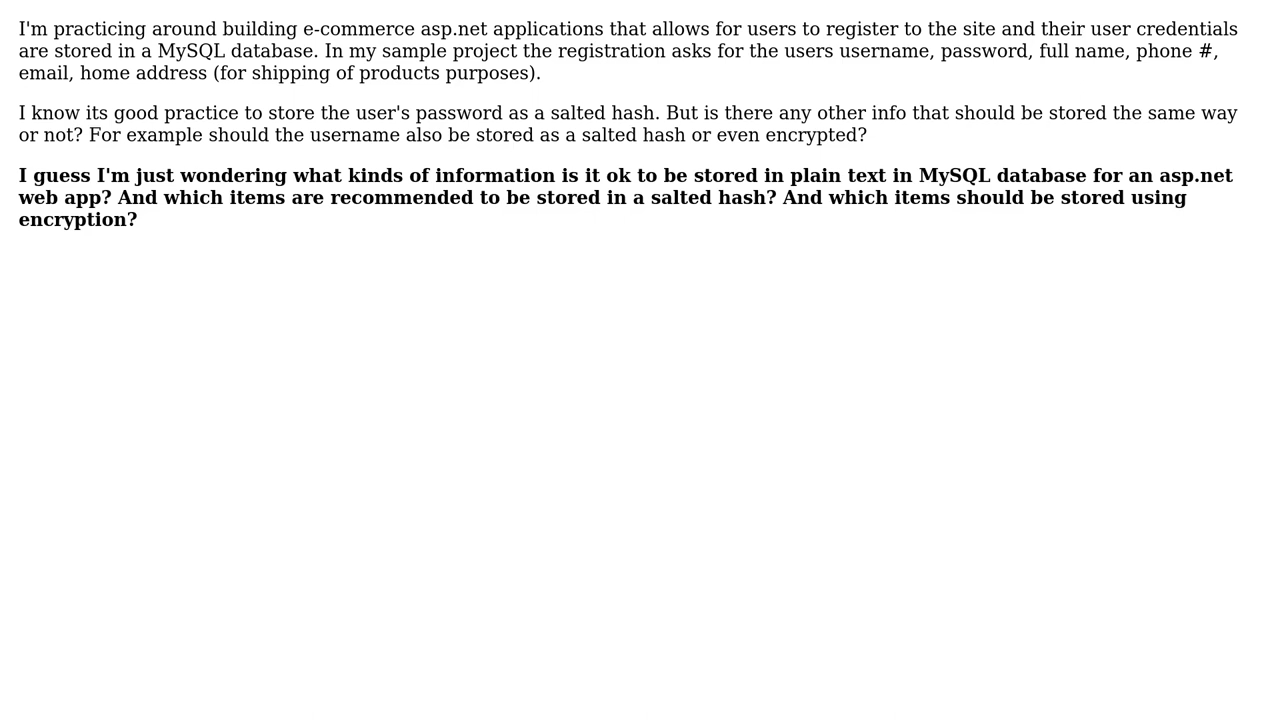 I'm practicing around building e-commerce asp.net applications that allows for users to register to the site and their user credentials
are stored in a MySQL database. In my sample project the registration asks for the users username, password, full name, phone #,
email, home address (for shipping of products purposes).
I know its good practice to store the user's password as a salted hash. But is there any other info that should be stored the same way
or not? For example should the username also be stored as a salted hash or even encrypted?
I guess I'm just wondering what kinds of information is it ok to be stored in plain text in MySQL database for an asp.net
web app? And which items are recommended to be stored in a salted hash? And which items should be stored using
encryption?